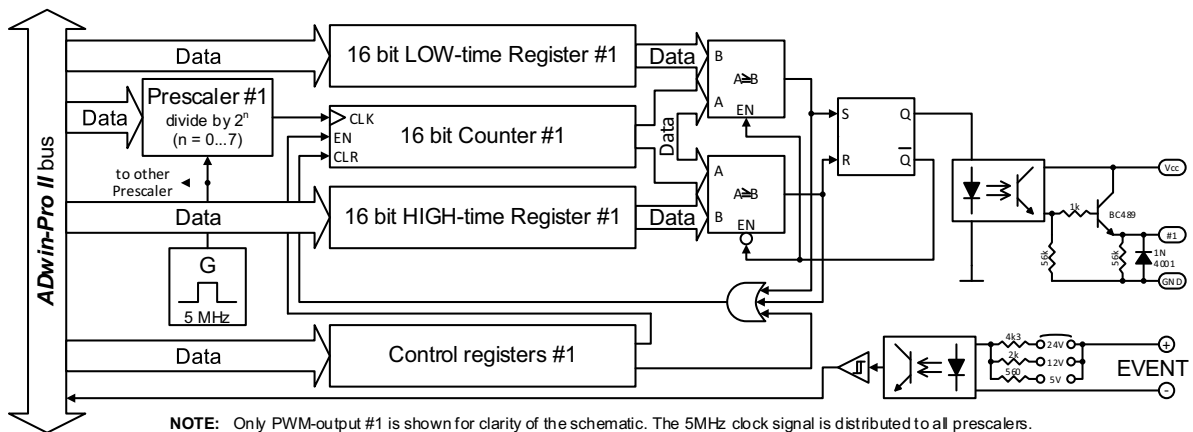 ADwin-Pro II bus
Data
16 bit LOW-time Register #1
Data
B
A≥B
A
EN
Data
Prescaler #1
divide by 2ⁿ
(n = 0...7)
CLK
EN
CLR
16 bit Counter #1
Data
S
Q
R
Q
to other
Prescaler
Data
16 bit HIGH-time Register #1
Data
A
A≥B
B
EN
Vcc
1k
BC489
#1
56k
56k
1N
4001
GND
G
5 MHz
Data
Control registers #1
4k3
24V
2k
12V
560
5V
+
EVENT
-
NOTE: Only PWM-output #1 is shown for clarity of the schematic. The 5MHz clock signal is distributed to all prescalers.